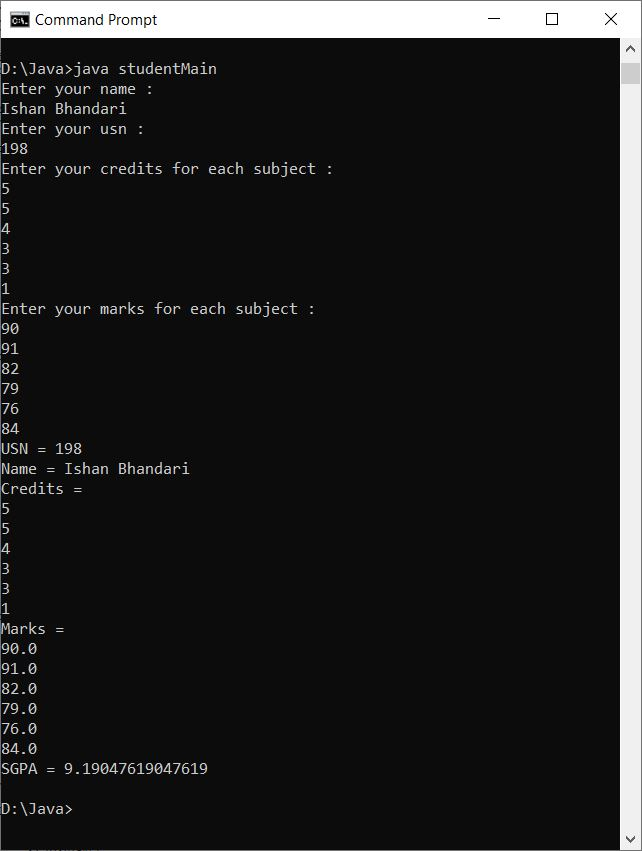 Command Prompt
D:\Java>java studentMain
Enter your name :
Ishan Bhandari
Enter your usn :
198
Enter your credits for each subject :
5
5
4
3
3
1
Enter your marks for each subject :
90
91
82
79
76
84
USN = 198
Name = Ishan Bhandari
Credits =
5
5
4
3
3
1
Marks =
90.0
91.0
82.0
79.0
76.0
84.0
SGPA = 9.19047619047619
D:\Java>